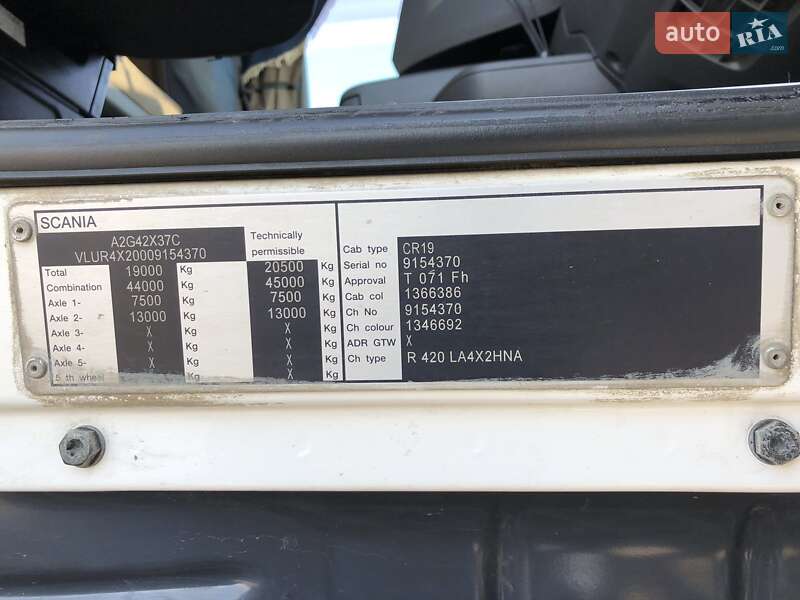 auto RIA
SCANIA
A2G42X37C
VLUR4X20009154370
Technically
permissible
Total 19000 Kg 20500 Kg
Combination 44000 Kg 45000 Kg
Axle 1- 7500 Kg 7500 Kg
Axle 2- 13000 Kg 13000 Kg
Axle 3- X Kg X Kg
Axle 4- X Kg X Kg
Axle 5- X Kg X Kg
5 th wheel X Kg X Kg
Cab type CR19
Serial no 9154370
Approval T 071 Fh
Cab col 1366386
Ch No 9154370
Ch colour 1346692
ADR GTW X
Ch type R 420 LA4X2HNA